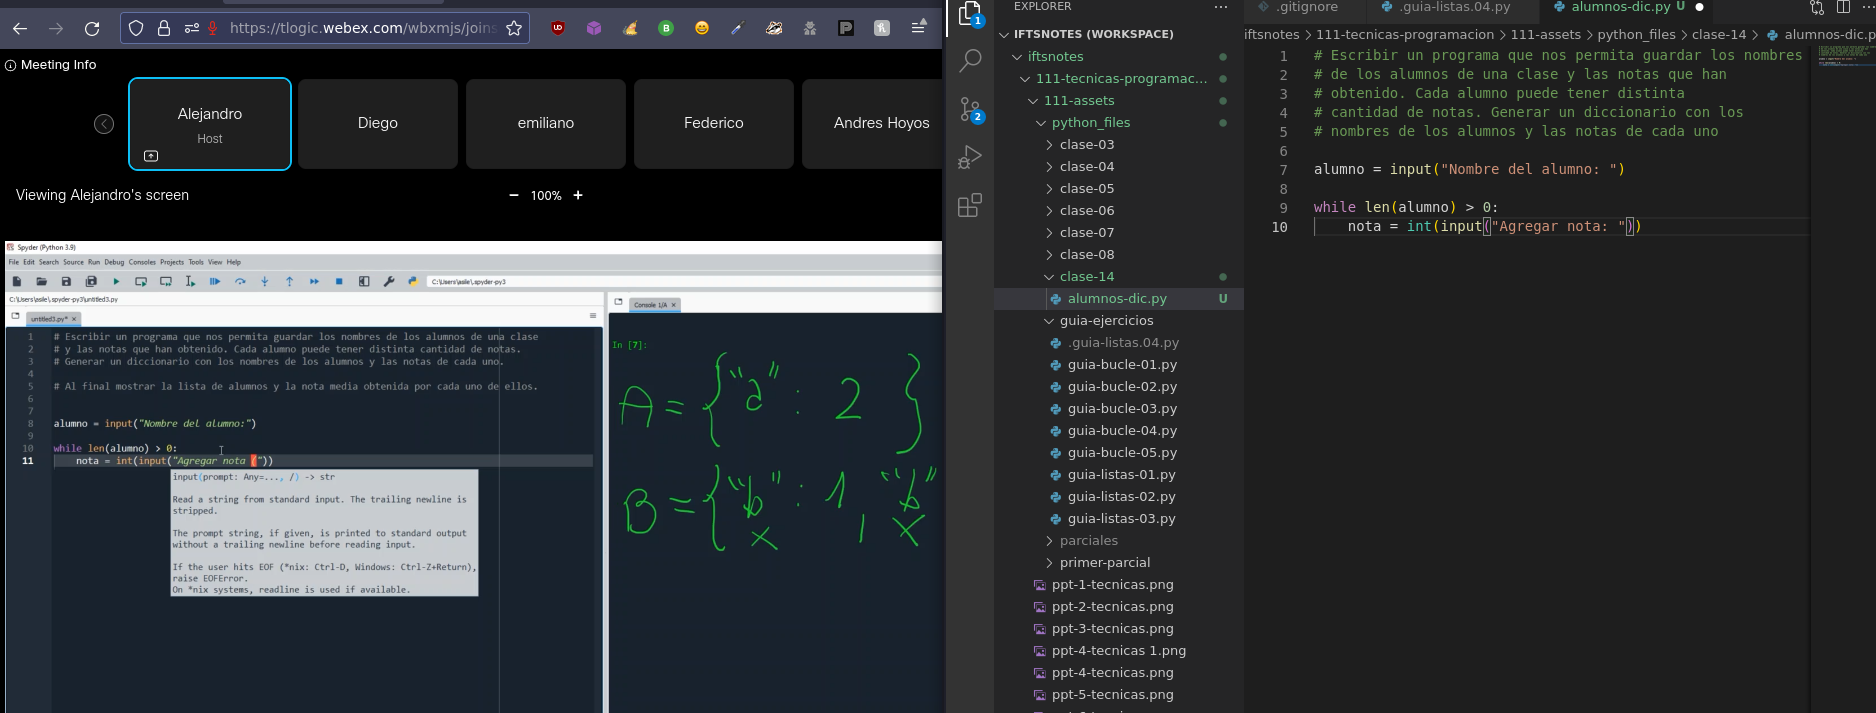 https://tlogic.webex.com/wbxmjs/joins
Meeting Info
Alejandro
Host
Diego
emiliano
Federico
Andres Hoyos
Viewing Alejandro's screen
− 100% +
Spyder (Python 3.9)
File Edit Search Source Run Debug Consoles Projects Tools View Help
C:\Users\asile\.spyder-py3
C:\Users\asile\.spyder-py3\untitled3.py
untitled3.py*
1 # Escribir un programa que nos permita guardar los nombres de los alumnos de una clase
2 # y las notas que han obtenido. Cada alumno puede tener distinta cantidad de notas.
3 # Generar un diccionario con los nombres de los alumnos y las notas de cada uno.
4
5 # Al final mostrar la lista de alumnos y la nota media obtenida por cada uno de ellos.
6
7
8 alumno = input("Nombre del alumno:")
9
10 while len(alumno) > 0:
11 nota = int(input("Agregar nota ("))
input(prompt: Any=..., /) -> str
Read a string from standard input. The trailing newline is
stripped.
The prompt string, if given, is printed to standard output
without a trailing newline before reading input.
If the user hits EOF (*nix: Ctrl-D, Windows: Ctrl-Z+Return),
raise EOFError.
On *nix systems, readline is used if available.
Console 1/A
In [7]:
A = { "a" : 2 }
B = { "b" : 1 "b"
x 1 x
EXPLORER
IFTSNOTES (WORKSPACE)
iftsnotes
111-tecnicas-programac...
111-assets
python_files
clase-03
clase-04
clase-05
clase-06
clase-07
clase-08
clase-14
alumnos-dic.py U
guia-ejercicios
.guia-listas.04.py
guia-bucle-01.py
guia-bucle-02.py
guia-bucle-03.py
guia-bucle-04.py
guia-bucle-05.py
guia-listas-01.py
guia-listas-02.py
guia-listas-03.py
parciales
primer-parcial
ppt-1-tecnicas.png
ppt-2-tecnicas.png
ppt-3-tecnicas.png
ppt-4-tecnicas 1.png
ppt-4-tecnicas.png
ppt-5-tecnicas.png
1
2
.gitignore
.guia-listas.04.py
alumnos-dic.py U
iftsnotes > 111-tecnicas-programacion > 111-assets > python_files > clase-14 > alumnos-dic.p
1 # Escribir un programa que nos permita guardar los nombres
2 # de los alumnos de una clase y las notas que han
3 # obtenido. Cada alumno puede tener distinta
4 # cantidad de notas. Generar un diccionario con los
5 # nombres de los alumnos y las notas de cada uno
6
7 alumno = input("Nombre del alumno: ")
8
9 while len(alumno) > 0:
10 nota = int(input("Agregar nota: "))